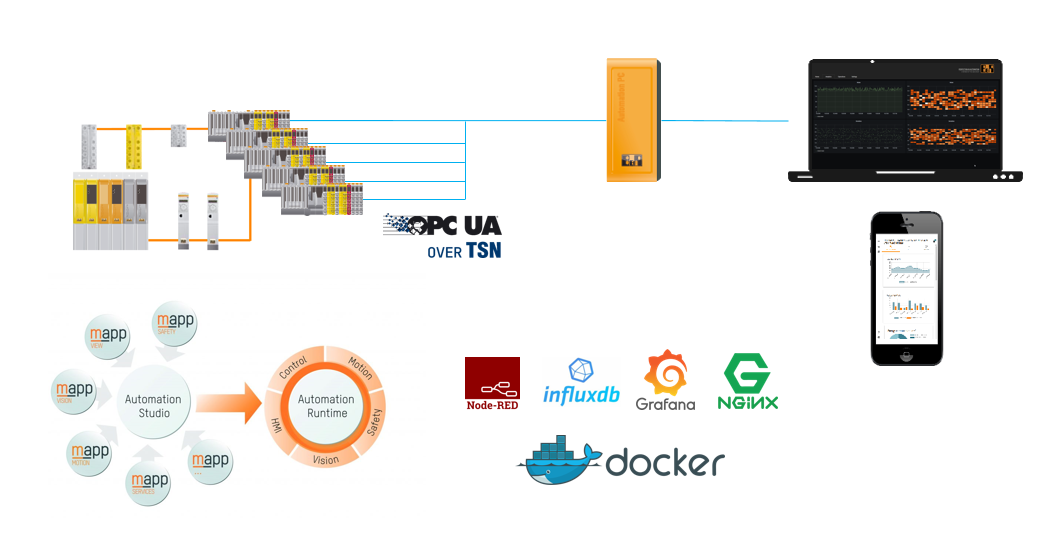 Automation PC
OPC UA
OVER TSN
mapp
SAFETY
mapp
VIEW
mapp
VISION
mapp
MOTION
mapp
SERVICES
mapp
...
Automation
Studio
Automation
Runtime
Control
Motion
Safety
Vision
HMI
Node-RED
influxdb
Grafana
NGINX
docker